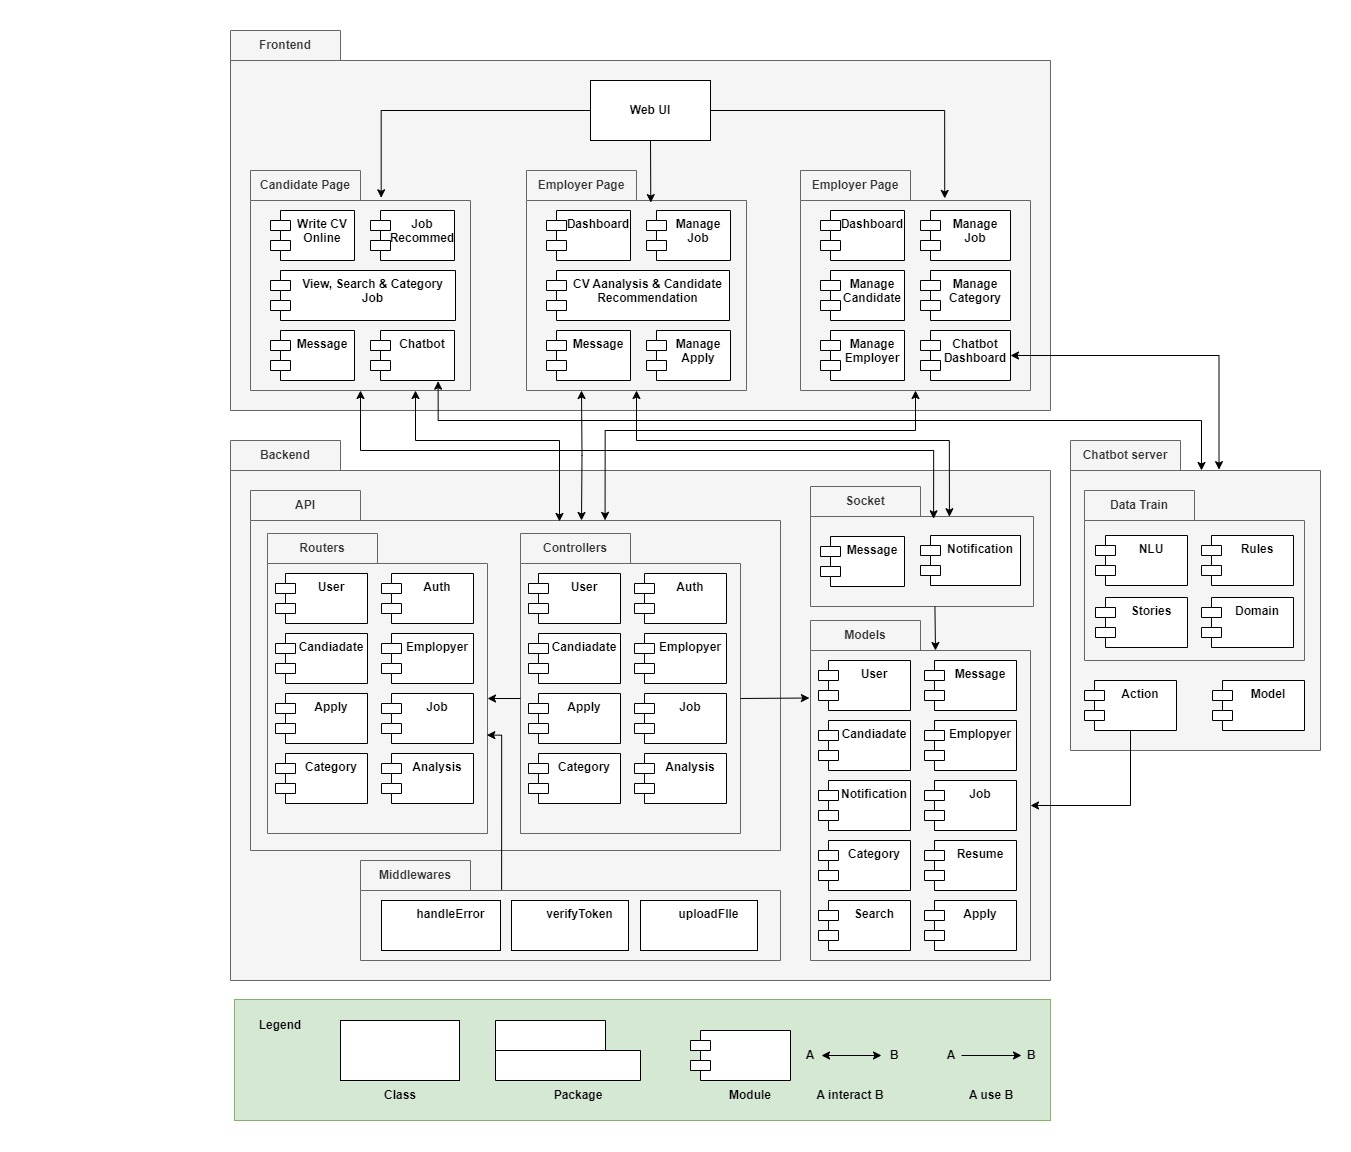 Frontend
Web UI
Candidate Page
Employer Page
Employer Page
Write CV
Online
Job
Recommed
Dashboard
Manage
Job
Dashboard
Manage
Job
View, Search & Category
Job
CV Aanalysis & Candidate
Recommendation
Manage
Candidate
Manage
Category
Message
Chatbot
Message
Manage
Apply
Manage
Employer
Chatbot
Dashboard
Backend
Chatbot server
API
Socket
Data Train
Routers
Controllers
Message
Notification
NLU
Rules
User
Auth
User
Auth
Stories
Domain
Candiadate
Emplopyer
Candiadate
Emplopyer
Models
User
Message
Action
Model
Apply
Job
Apply
Job
Candiadate
Emplopyer
Category
Analysis
Category
Analysis
Notification
Job
Category
Resume
Middlewares
handleError
verifyToken
uploadFIle
Search
Apply
Legend
A
B
A
B
Class
Package
Module
A interact B
A use B